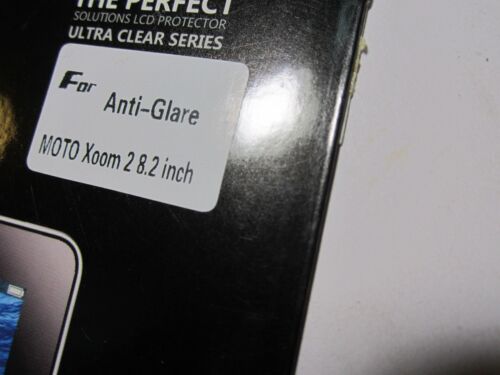 THE PERFECT
SOLUTIONS LCD PROTECTOR
ULTRA CLEAR SERIES
For
Anti-Glare
MOTO Xoom 2 8.2 inch